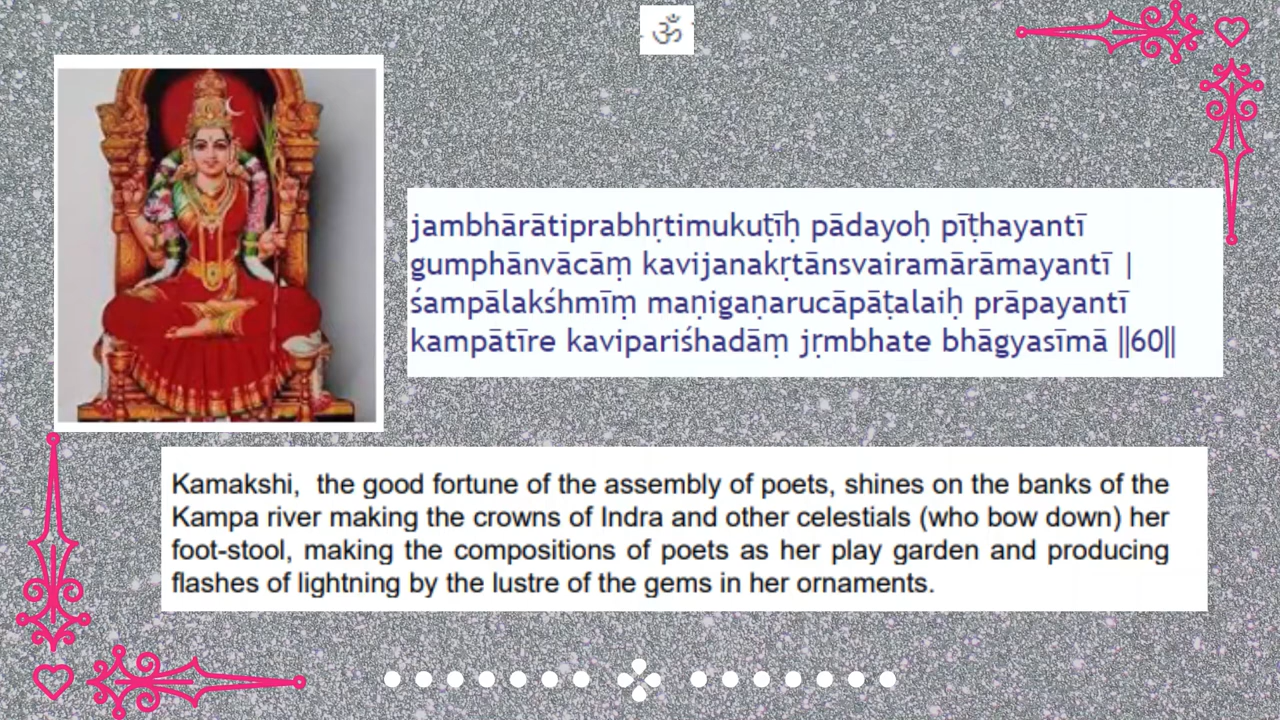 ॐ
jambhārātiprabhṛtimukuṭīḥ pādayoḥ pīṭhayantī
gumphānvācāṃ kavijanakṛtānsvairamārāmayantī |
śampālakśhmīṃ maṇigaṇarucāpāṭalaiḥ prāpayantī
kampātīre kavipariśhadāṃ jṛmbhate bhāgyasīmā ‖60‖
Kamakshi, the good fortune of the assembly of poets, shines on the banks of the
Kampa river making the crowns of Indra and other celestials (who bow down) her
foot-stool, making the compositions of poets as her play garden and producing
flashes of lightning by the lustre of the gems in her ornaments.